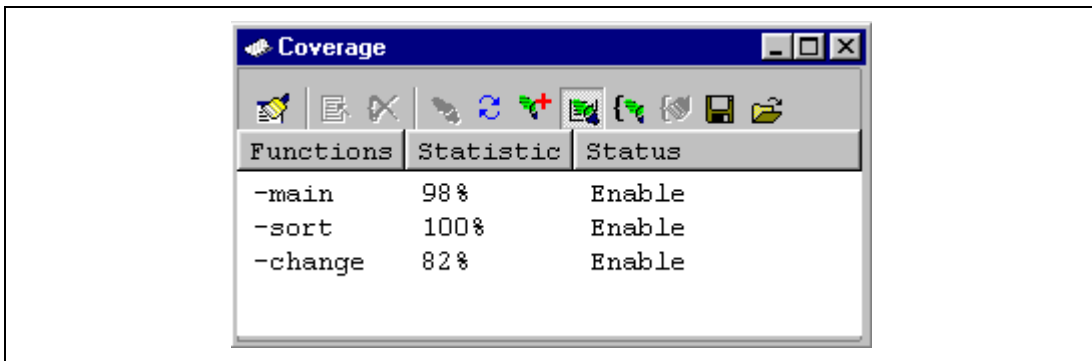 Coverage
Functions Statistic Status
-main 98% Enable
-sort 100% Enable
-change 82% Enable